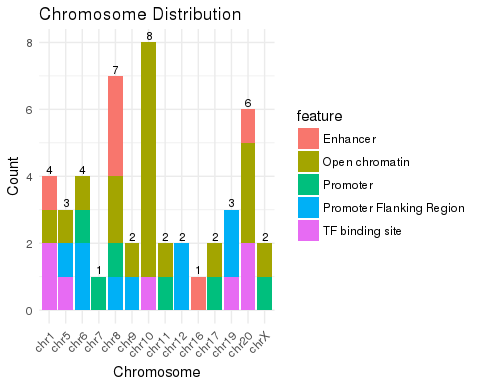 Chromosome Distribution
8
6
4
2
0
Count
4
3
4
1
7
2
8
2
2
1
2
3
6
2
chr1
chr5
chr6
chr7
chr8
chr9
chr10
chr11
chr12
chr16
chr17
chr19
chr20
chrX
Chromosome
feature
Enhancer
Open chromatin
Promoter
Promoter Flanking Region
TF binding site